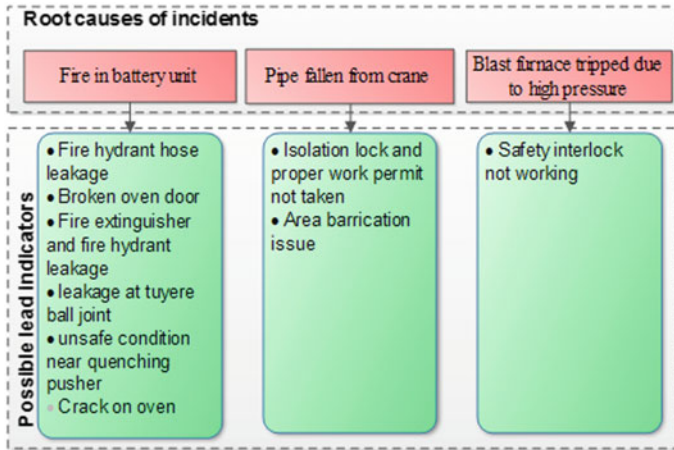 Root causes of incidents
Fire in battery unit
Pipe fallen from crane
Blast furnace tripped due
to high pressure
Possible lead indicators
• Fire hydrant hose
leakage
• Broken oven door
• Fire extinguisher
and fire hydrant
leakage
• leakage at tuyere
ball joint
• unsafe condition
near quenching
pusher
• Crack on oven
• Isolation lock and
proper work permit
not taken
• Area barrication
issue
• Safety interlock
not working